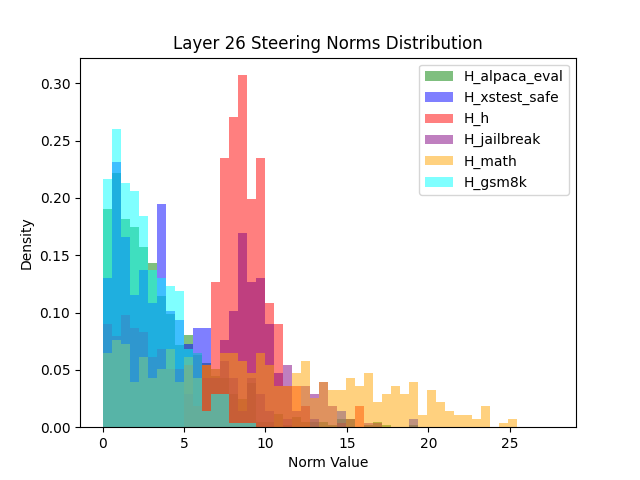 Layer 26 Steering Norms Distribution
Density
0.30
0.25
0.20
0.15
0.10
0.05
0.00
H_alpaca_eval
H_xstest_safe
H_h
H_jailbreak
H_math
H_gsm8k
0 5 10 15 20 25
Norm Value